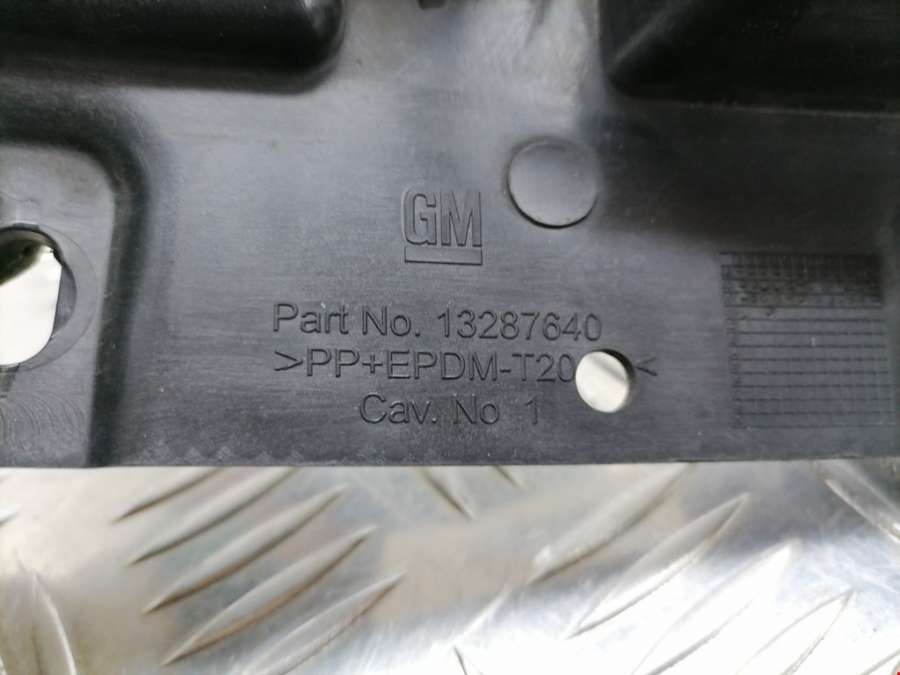 GM
Part No. 13287640
>PP+EPDM-T20 <
Cav. No 1